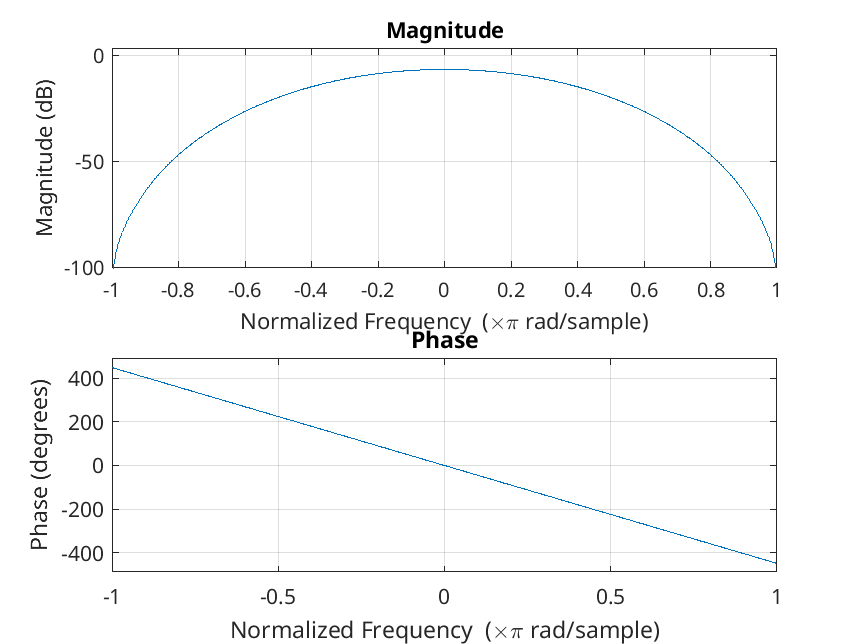 Magnitude
Magnitude (dB)
0
-50
-100
-1 -0.8 -0.6 -0.4 -0.2 0 0.2 0.4 0.6 0.8 1
Normalized Frequency (×π rad/sample)
Phase
Phase (degrees)
400
200
0
-200
-400
-1 -0.5 0 0.5 1
Normalized Frequency (×π rad/sample)